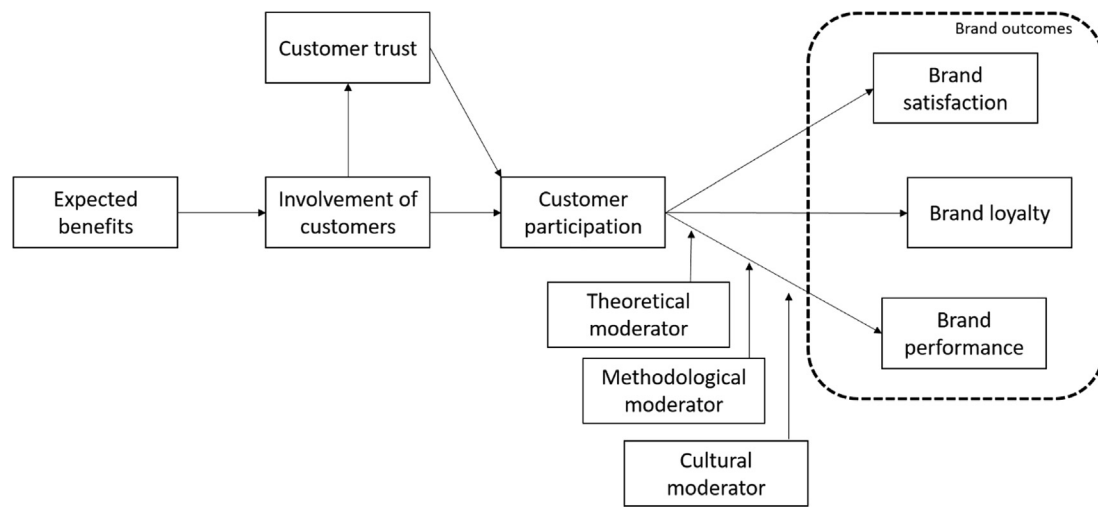 Customer trust
Brand outcomes
Brand
satisfaction
Expected
benefits
Involvement of
customers
Customer
participation
Brand loyalty
Theoretical
moderator
Brand
performance
Methodological
moderator
Cultural
moderator